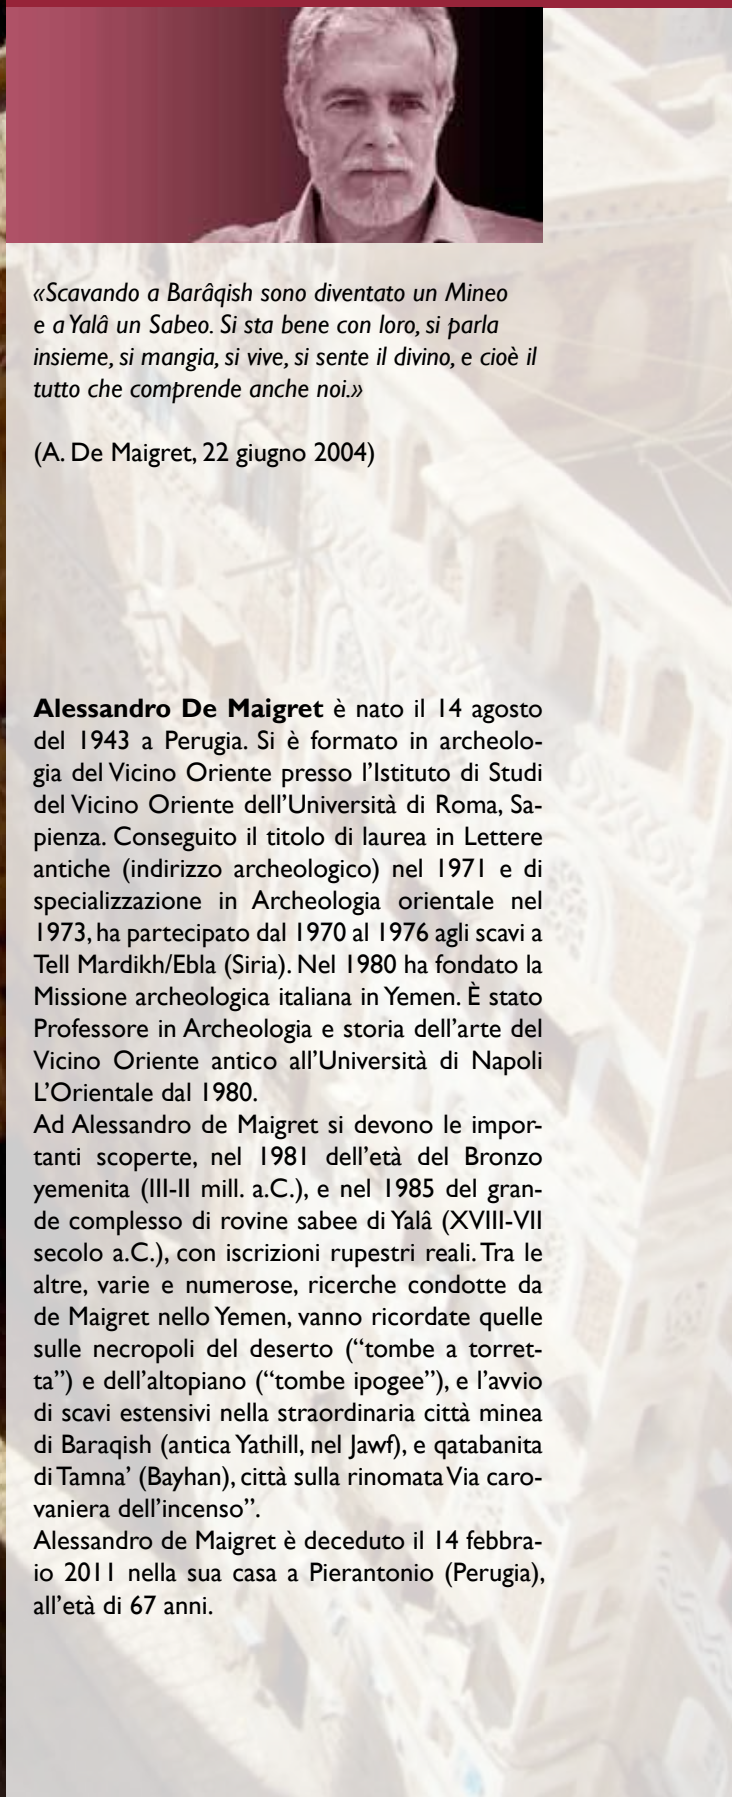 «Scavando a Barâqish sono diventato un Mineo
e a Yalâ un Sabeo. Si sta bene con loro, si parla
insieme, si mangia, si vive, si sente il divino, e cioè il
tutto che comprende anche noi.»
(A. De Maigret, 22 giugno 2004)
Alessandro De Maigret è nato il 14 agosto
del 1943 a Perugia. Si è formato in archeolo-
gia del Vicino Oriente presso l’Istituto di Studi
del Vicino Oriente dell’Università di Roma, Sa-
pienza. Conseguito il titolo di laurea in Lettere
antiche (indirizzo archeologico) nel 1971 e di
specializzazione in Archeologia orientale nel
1973, ha partecipato dal 1970 al 1976 agli scavi a
Tell Mardikh/Ebla (Siria). Nel 1980 ha fondato la
Missione archeologica italiana in Yemen. È stato
Professore in Archeologia e storia dell’arte del
Vicino Oriente antico all’Università di Napoli
L’Orientale dal 1980.
Ad Alessandro de Maigret si devono le impor-
tanti scoperte, nel 1981 dell’età del Bronzo
yemenita (III-II mill. a.C.), e nel 1985 del gran-
de complesso di rovine sabee di Yalâ (XVIII-VII
secolo a.C.), con iscrizioni rupestri reali. Tra le
altre, varie e numerose, ricerche condotte da
de Maigret nello Yemen, vanno ricordate quelle
sulle necropoli del deserto (“tombe a torret-
ta”) e dell’altopiano (“tombe ipogee”), e l’avvio
di scavi estensivi nella straordinaria città minea
di Baraqish (antica Yathill, nel Jawf), e qatabanita
di Tamna’ (Bayhan), città sulla rinomata Via caro-
vaniera dell’incenso”.
Alessandro de Maigret è deceduto il 14 febbra-
io 2011 nella sua casa a Pierantonio (Perugia),
all’età di 67 anni.